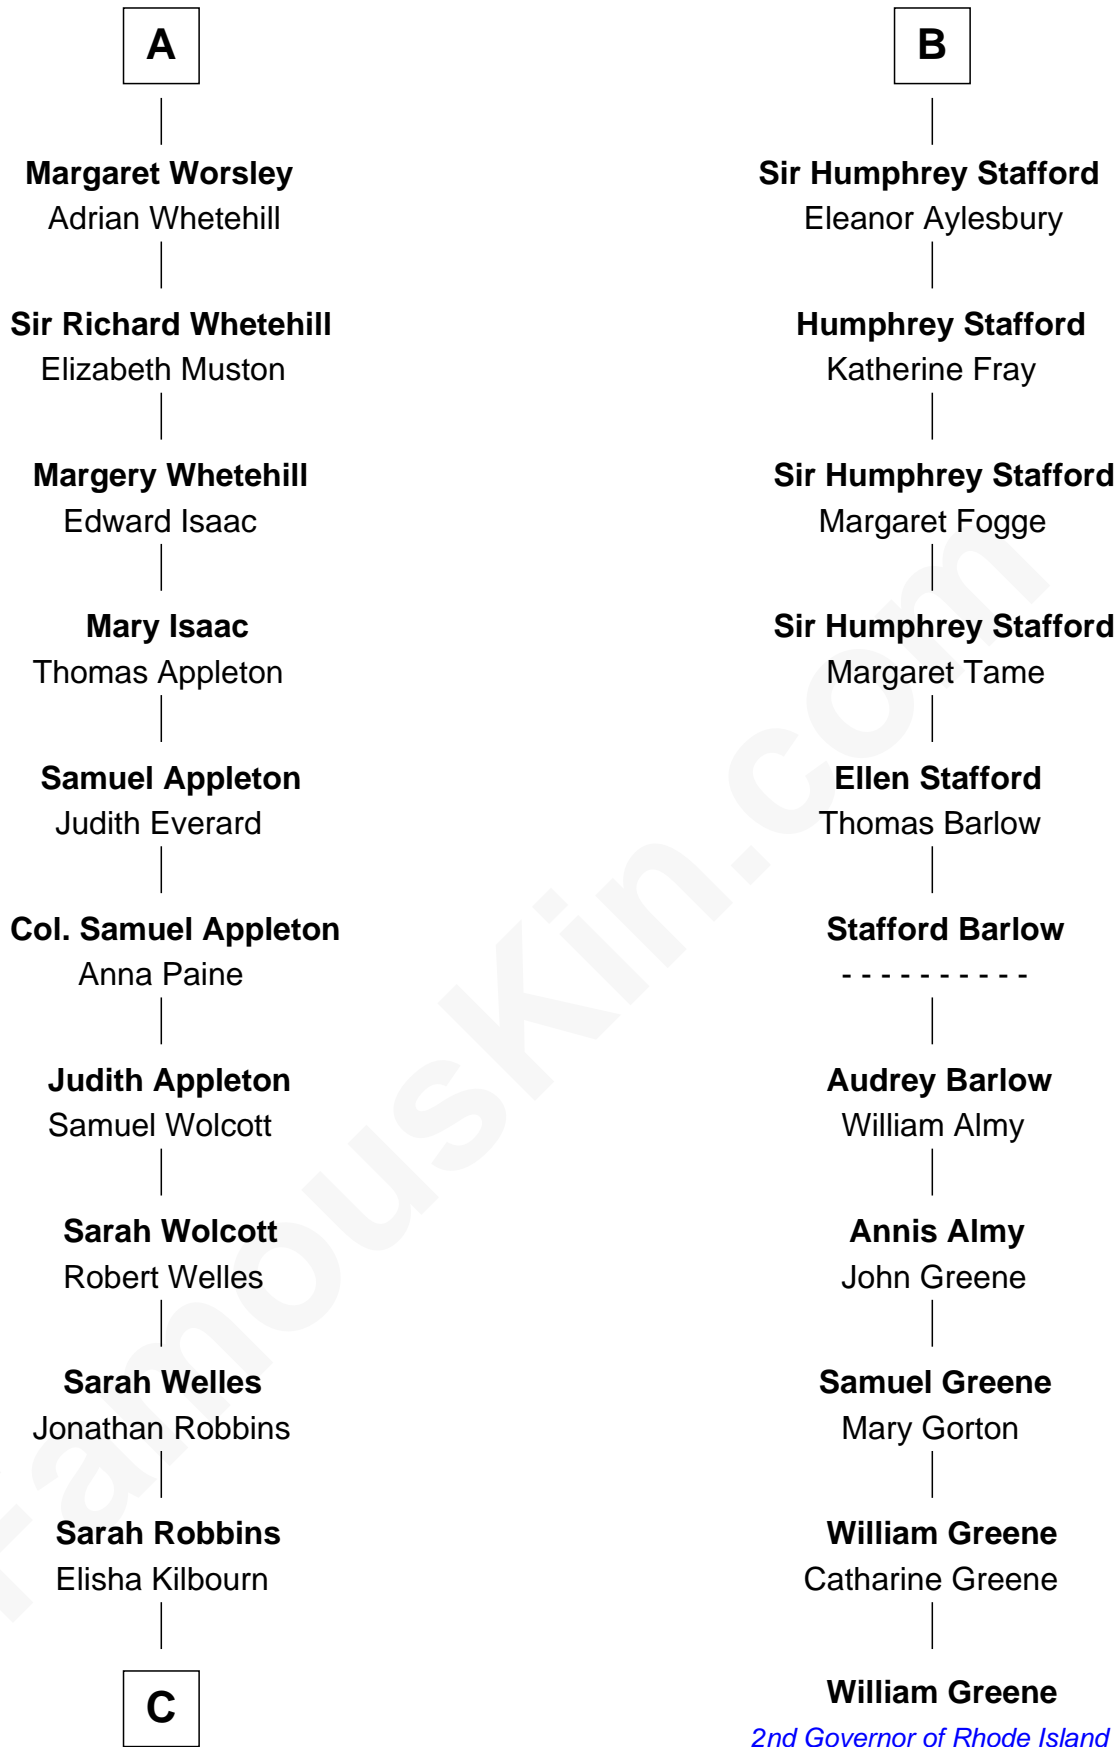 A
Margaret Worsley
Adrian Whetehill
Sir Richard Whetehill
Elizabeth Muston
Margery Whetehill
Edward Isaac
Mary Isaac
Thomas Appleton
Samuel Appleton
Judith Everard
Col. Samuel Appleton
Anna Paine
Judith Appleton
Samuel Wolcott
Sarah Wolcott
Robert Welles
Sarah Welles
Jonathan Robbins
Sarah Robbins
Elisha Kilbourn
C
B
Sir Humphrey Stafford
Eleanor Aylesbury
Humphrey Stafford
Katherine Fray
Sir Humphrey Stafford
Margaret Fogge
Sir Humphrey Stafford
Margaret Tame
Ellen Stafford
Thomas Barlow
Stafford Barlow
- - - - - - - - - -
Audrey Barlow
William Almy
Annis Almy
John Greene
Samuel Greene
Mary Gorton
William Greene
Catharine Greene
William Greene
2nd Governor of Rhode Island
FamousKin.com